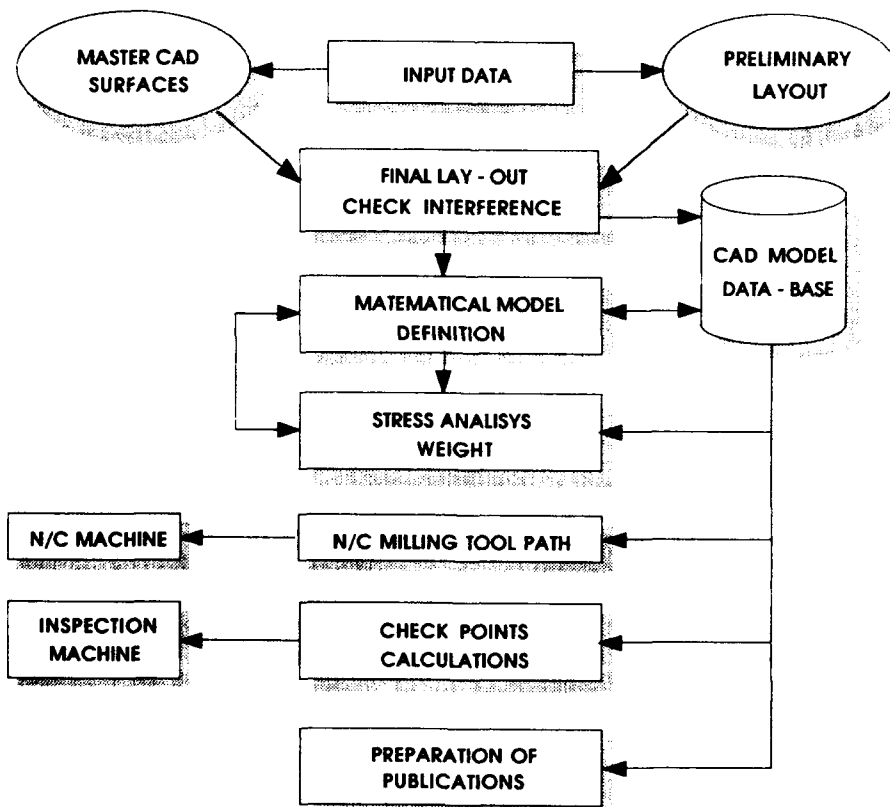 MASTER CAD
SURFACES
INPUT DATA
PRELIMINARY
LAYOUT
FINAL LAY - OUT
CHECK INTERFERENCE
CAD MODEL
DATA - BASE
MATEMATICAL MODEL
DEFINITION
STRESS ANALISYS
WEIGHT
N/C MACHINE
N/C MILLING TOOL PATH
INSPECTION
MACHINE
CHECK POINTS
CALCULATIONS
PREPARATION OF
PUBLICATIONS